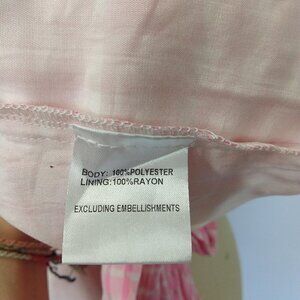 BODY: 100%POLYESTER
LINING:100%RAYON
EXCLUDING EMBELLISHMENTS